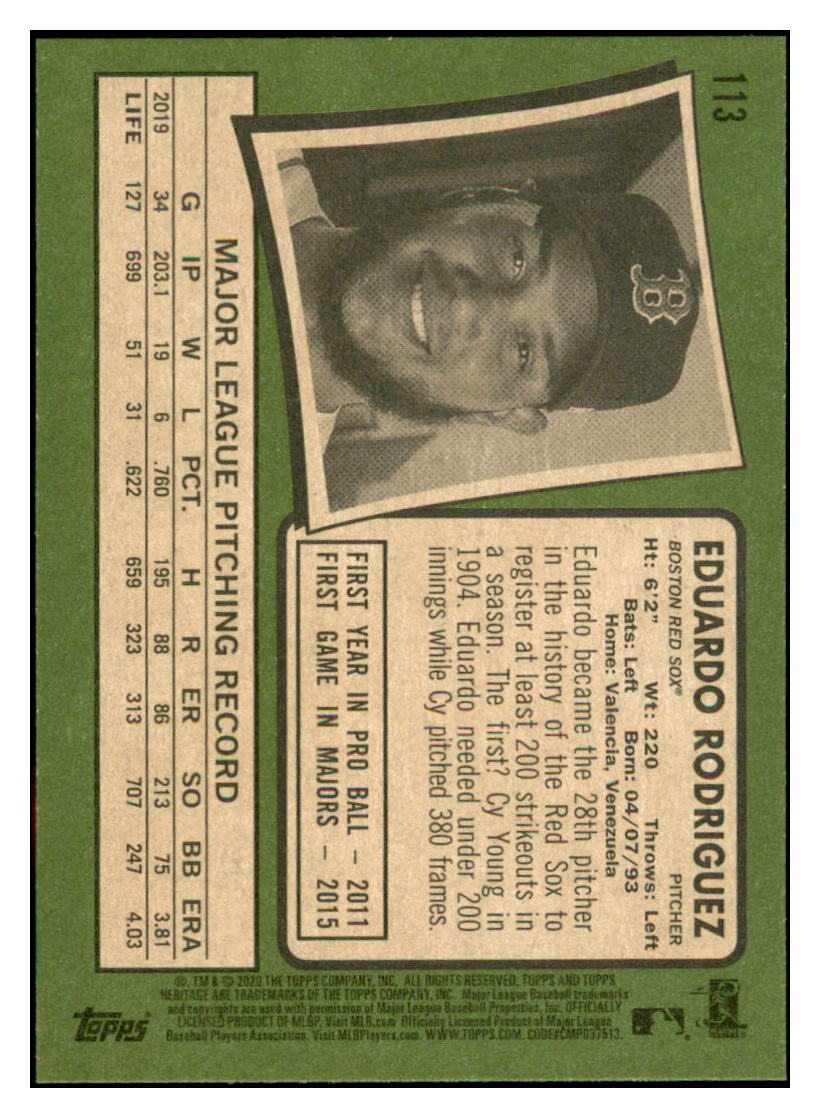 113
EDUARDO RODRIGUEZ
BOSTON RED SOX® PITCHER
Ht: 6'2" Wt: 220 Throws: Left
Bats: Left Born: 04/07/93
Home: Valencia, Venezuela
Eduardo became the 28th pitcher
in the history of the Red Sox to
register at least 200 strikeouts in
a season. The first? Cy Young in
1904. Eduardo needed under 200
innings while Cy pitched 380 frames.
FIRST YEAR IN PRO BALL – 2011
FIRST GAME IN MAJORS – 2015
B
MAJOR LEAGUE PITCHING RECORD
G IP W L PCT. H R ER SO BB ERA
2019 34 203.1 19 6 .760 195 88 86 213 75 3.81
LIFE 127 699 51 31 .622 659 323 313 707 247 4.03
®, TM & © 2020 THE TOPPS COMPANY, INC. ALL RIGHTS RESERVED. TOPPS AND TOPPS
HERITAGE ARE TRADEMARKS OF THE TOPPS COMPANY, INC. Major League Baseball trademarks
and copyrights are used with permission of Major League Baseball Properties, Inc. OFFICIALLY
LICENSED PRODUCT OF MLBP. Visit MLB.com Officially Licensed Product of Major League
Baseball Players Association. Visit MLBPlayers.com. WWW.TOPPS.COM. CODE#CMP037513.
topps®